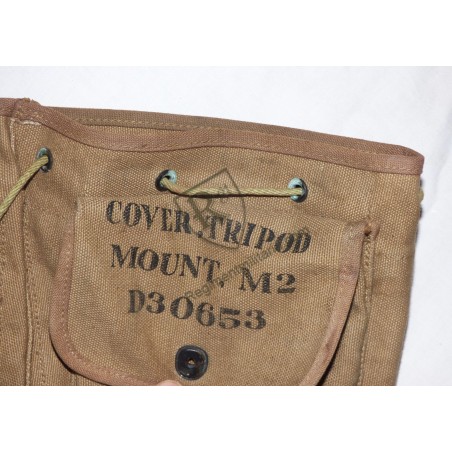 COVER, TRIPOD
MOUNT, M2
D30653